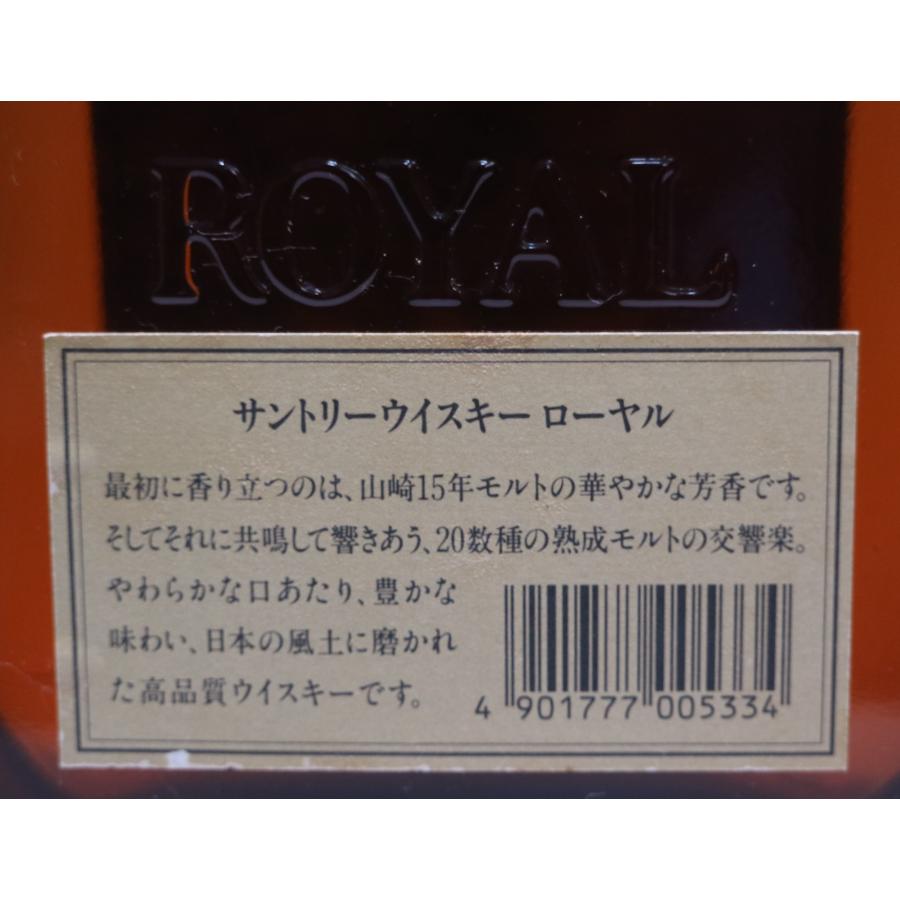 ROYAL
サントリーウイスキー ローヤル
最初に香り立つのは、山崎15年モルトの華やかな芳香です。
そしてそれに共鳴して響きあう、20数種の熟成モルトの交響楽。
やわらかな口あたり、豊かな
味わい、日本の風土に磨かれ
た高品質ウイスキーです。
4 901777 005334